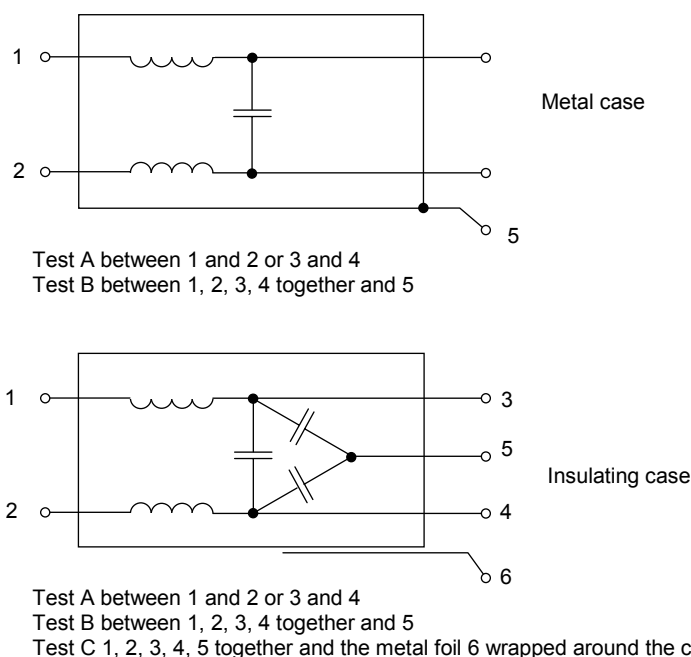 1
Metal case
2
5
Test A between 1 and 2 or 3 and 4
Test B between 1, 2, 3, 4 together and 5
1
3
5
Insulating case
2
4
6
Test A between 1 and 2 or 3 and 4
Test B between 1, 2, 3, 4 together and 5
Test C 1, 2, 3, 4, 5 together and the metal foil 6 wrapped around the c